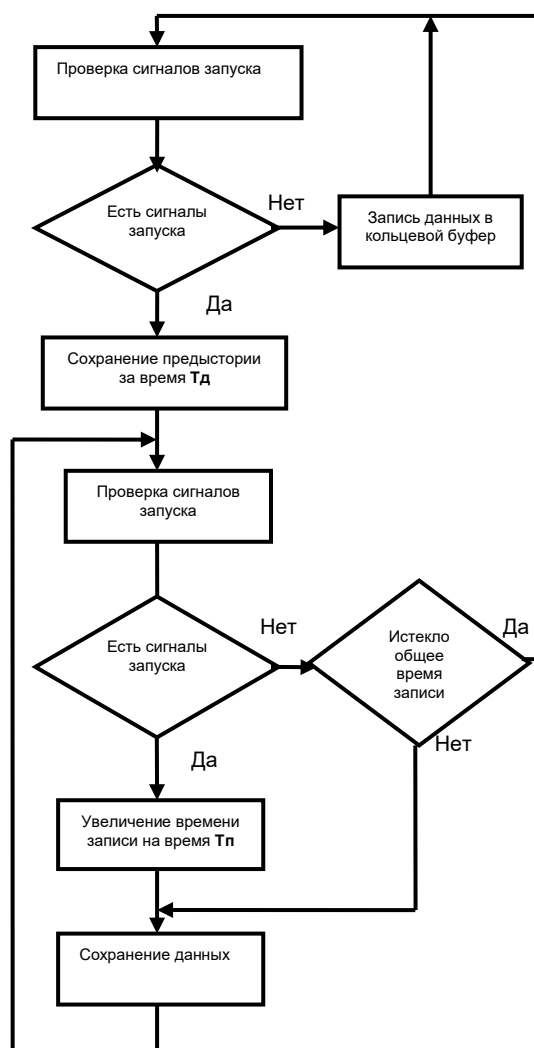 Проверка сигналов запуска
Есть сигналы
запуска
Нет
Запись данных в
кольцевой буфер
Да
Сохранение предыстории
за время Тд
Проверка сигналов
запуска
Есть сигналы
запуска
Нет
Истекло
общее
время
записи
Да
Нет
Да
Увеличение времени
записи на время Тп
Сохранение данных